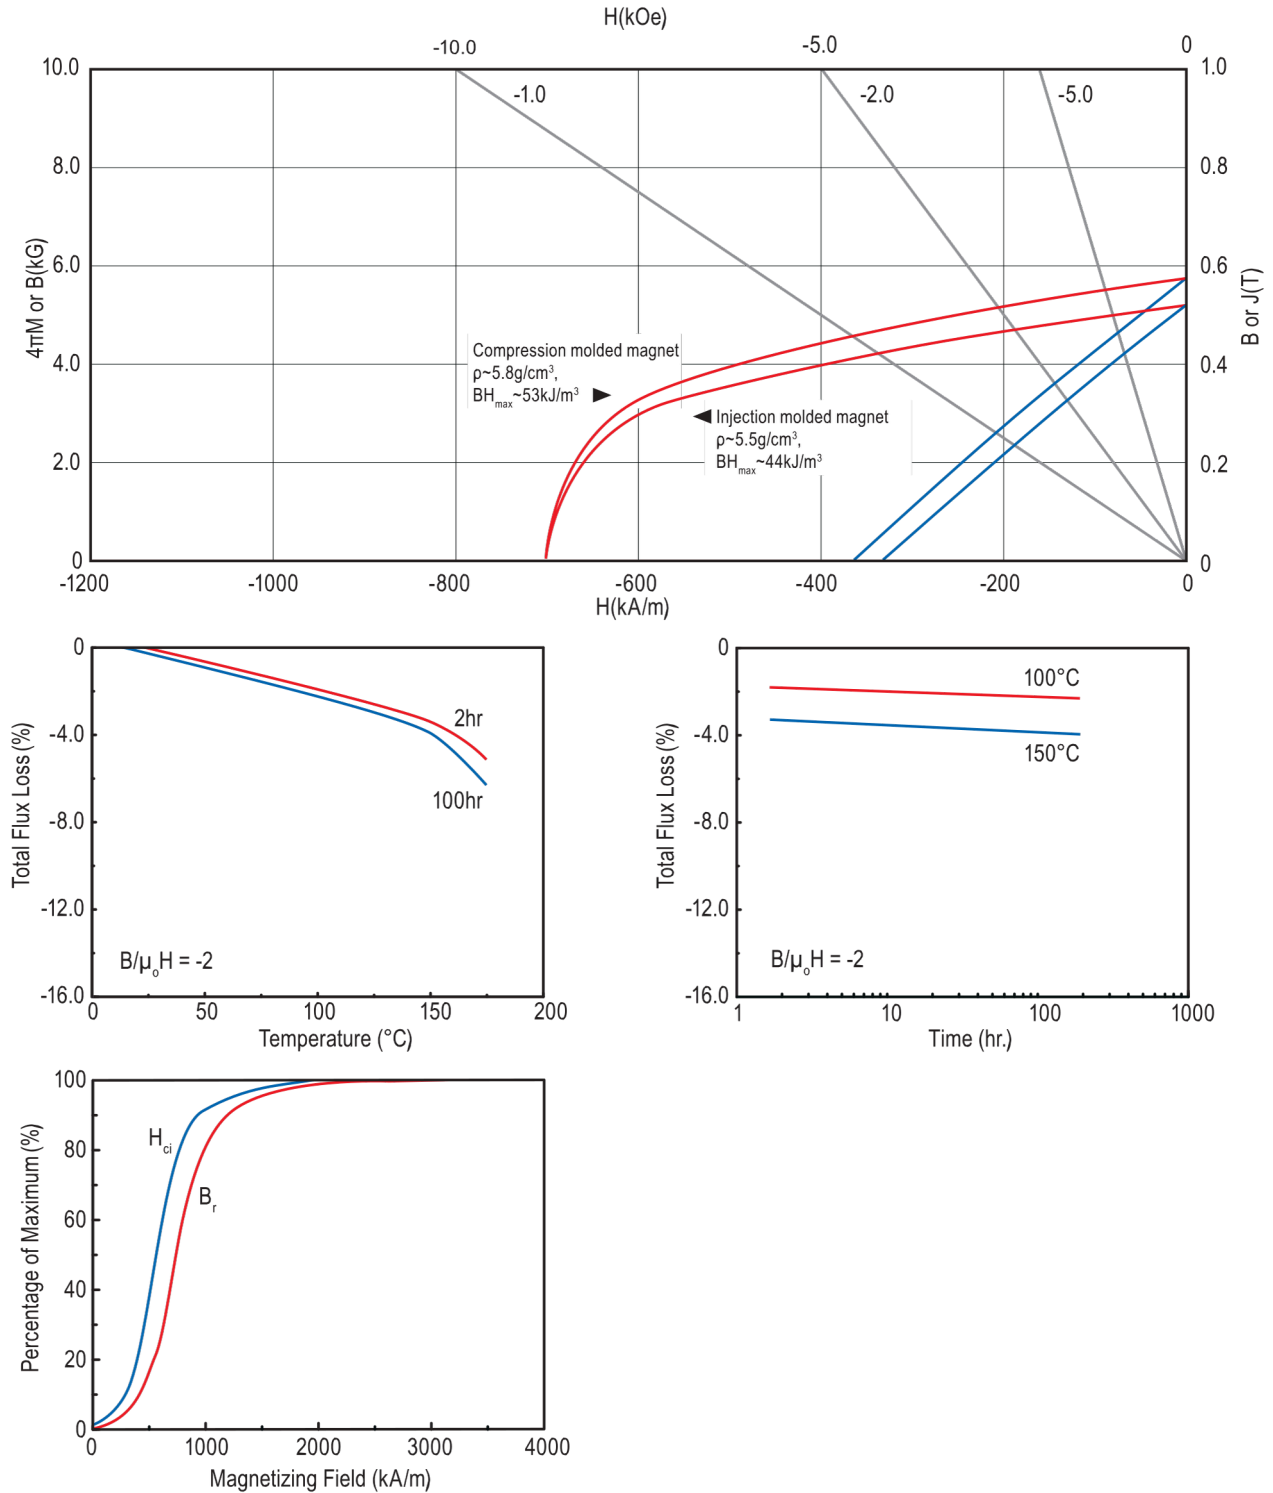 H(kOe)
-10.0 -5.0 0
10.0 1.0
-1.0 -2.0 -5.0
8.0 0.8
6.0 0.6
4πM or B(kG)
B or J(T)
Compression molded magnet
ρ~5.8g/cm³,
BHmax~53kJ/m³
4.0 0.4
Injection molded magnet
ρ~5.5g/cm³,
BHmax~44kJ/m³
2.0 0.2
0 0
-1200 -1000 -800 -600 -400 -200 0
H(kA/m)
0
-4.0
-8.0
-12.0
-16.0
Total Flux Loss (%)
2hr
100hr
B/μoH = -2
0 50 100 150 200
Temperature (°C)
0
-4.0
-8.0
-12.0
-16.0
Total Flux Loss (%)
100°C
150°C
B/μoH = -2
1 10 100 1000
Time (hr.)
100
80
60
40
20
0
Percentage of Maximum (%)
Hci
Br
0 1000 2000 3000 4000
Magnetizing Field (kA/m)